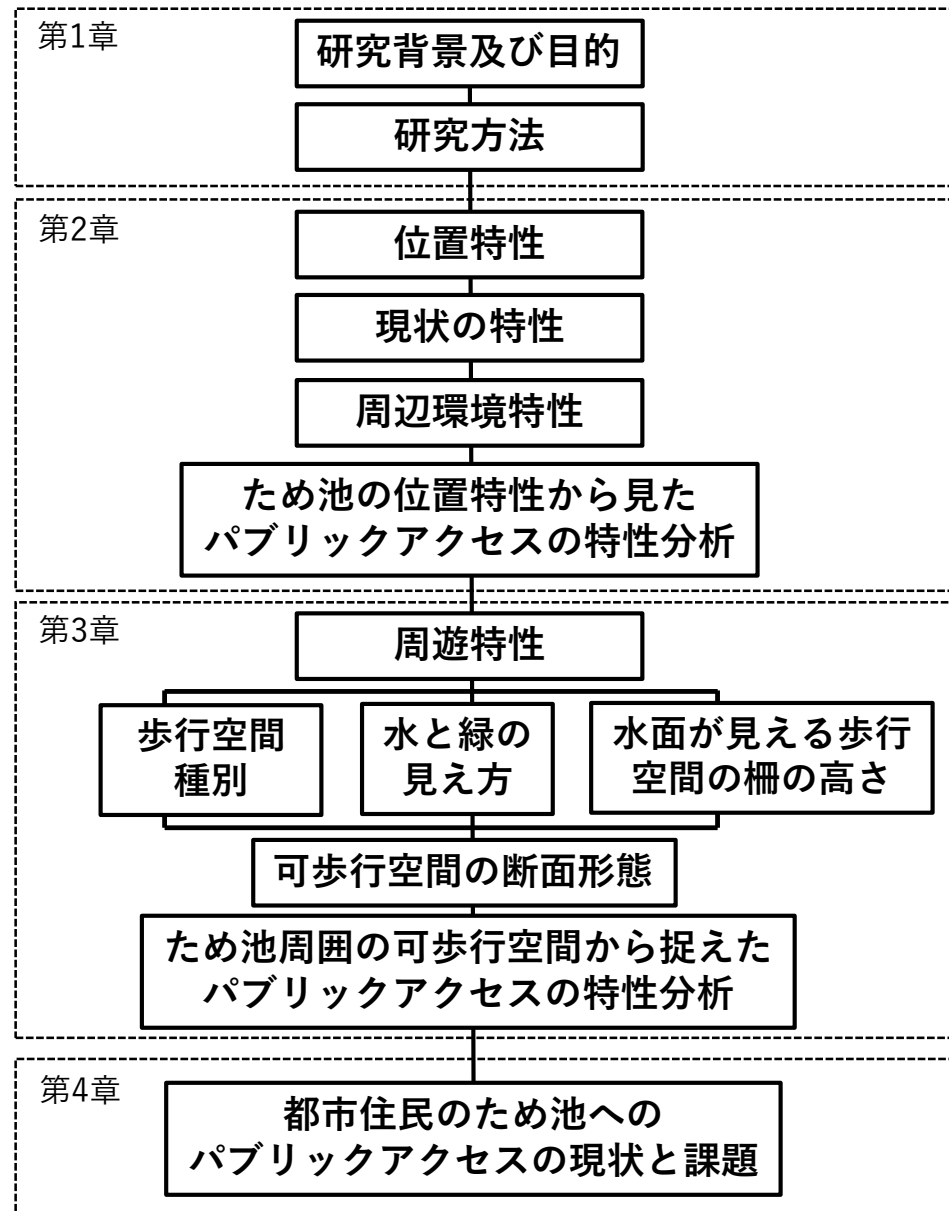 第1章
研究背景及び目的
研究方法
第2章
位置特性
現状の特性
周辺環境特性
ため池の位置特性から見た
パブリックアクセスの特性分析
第3章
周遊特性
歩行空間
種別
水と緑の
見え方
水面が見える歩行
空間の柵の高さ
可歩行空間の断面形態
ため池周囲の可歩行空間から捉えた
パブリックアクセスの特性分析
第4章
都市住民のため池への
パブリックアクセスの現状と課題